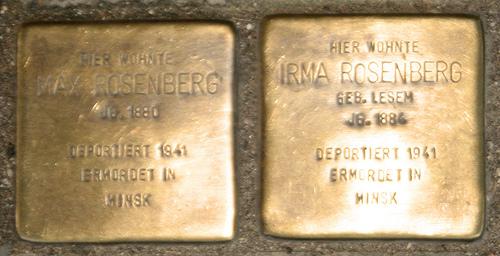 HIER WOHNTE
MAX ROSENBERG
JG. 1880
DEPORTIERT 1941
ERMORDET IN
MINSK
HIER WOHNTE
IRMA ROSENBERG
GEB. LESEM
JG. 1884
DEPORTIERT 1941
ERMORDET IN
MINSK